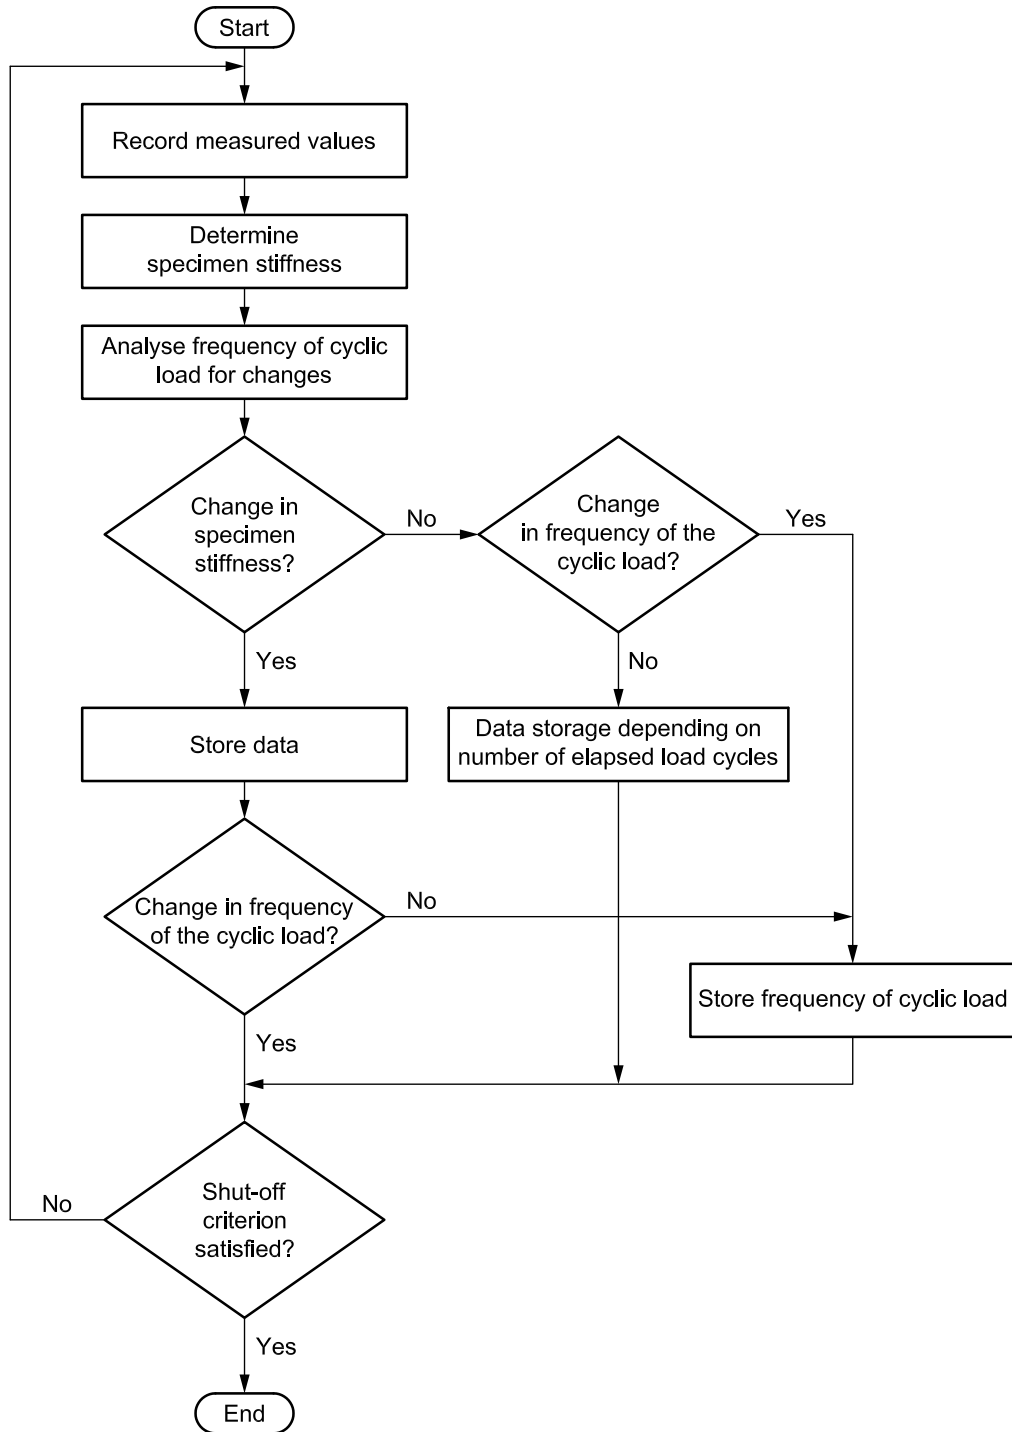 Start
Record measured values
Determine
specimen stiffness
Analyse frequency of cyclic
load for changes
Change in
specimen
stiffness?
No
Change
in frequency of the
cyclic load?
Yes
Yes
No
Store data
Data storage depending on
number of elapsed load cycles
Change in frequency
of the cyclic load?
No
Store frequency of cyclic load
Yes
Shut-off
criterion
satisfied?
No
Yes
End